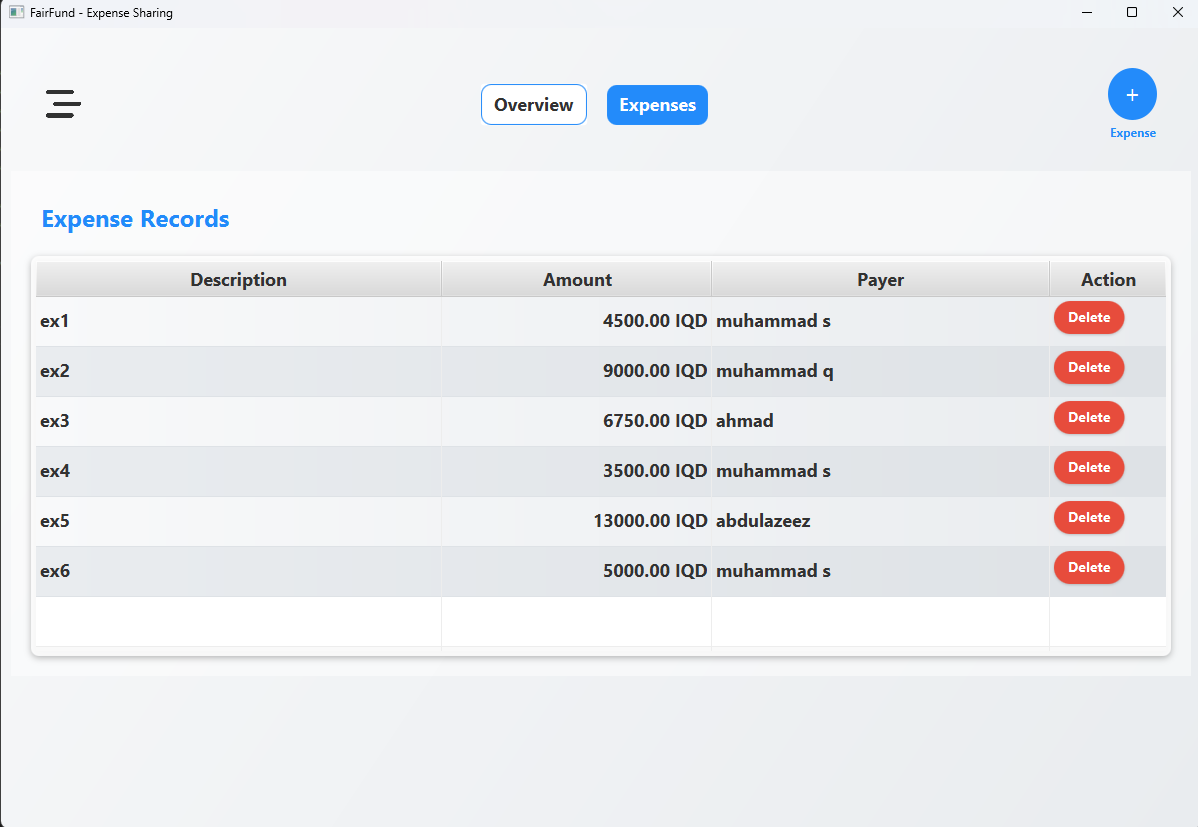 FairFund - Expense Sharing
Overview
Expenses
+
Expense
Expense Records
Description Amount Payer Action
ex1 4500.00 IQD muhammad s Delete
ex2 9000.00 IQD muhammad q Delete
ex3 6750.00 IQD ahmad Delete
ex4 3500.00 IQD muhammad s Delete
ex5 13000.00 IQD abdulazeez Delete
ex6 5000.00 IQD muhammad s Delete